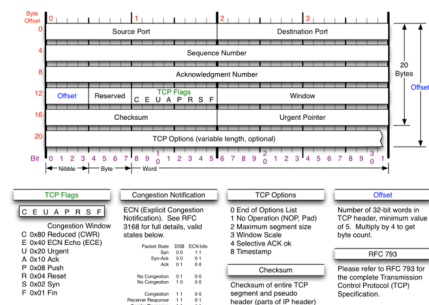 Byte
Offset 0 1 2 3
0 Source Port Destination Port
4 Sequence Number
8 Acknowledgment Number
20
Bytes
Offset
12 Offset Reserved TCP Flags Window
C E U A P R S F
16 Checksum Urgent Pointer
20 TCP Options (variable length, optional)
Bit 0 1 2 3 4 5 6 7 8 9 1 0 1 2 3 4 5 6 7 8 9 2 0 1 2 3 4 5 6 7 8 9 3 0 1
Nibble Byte Word
TCP Flags
C E U A P R S F
Congestion Window
C 0x80 Reduced (CWR)
E 0x40 ECN Echo (ECE)
U 0x20 Urgent
A 0x10 Ack
P 0x08 Push
R 0x04 Reset
S 0x02 Syn
F 0x01 Fin
Congestion Notification
ECN (Explicit Congestion
Notification). See RFC
3168 for full details, valid
states below.
Packet State DSB ECN bits
Syn 0 0 1 1
Syn-Ack 0 0 0 1
Ack 0 1 0 0
No Congestion 0 1 0 0
No Congestion 1 0 0 0
Congestion 1 1 0 0
Receiver Response 1 1 0 1
TCP Options
0 End of Options List
1 No Operation (NOP, Pad)
2 Maximum segment size
3 Window Scale
4 Selective ACK ok
8 Timestamp
Checksum
Checksum of entire TCP
segment and pseudo
header (parts of IP header)
Offset
Number of 32-bit words in
TCP header, minimum value
of 5. Multiply by 4 to get
byte count.
RFC 793
Please refer to RFC 793 for
the complete Transmission
Control Protocol (TCP)
Specification.